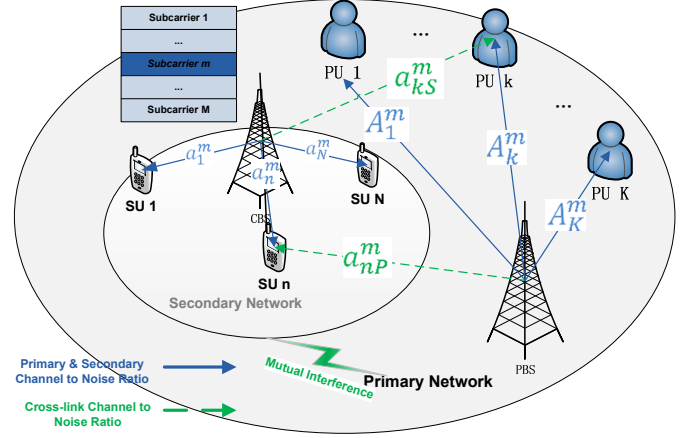 Subcarrier 1
...
Subcarrier m
...
Subcarrier M
PU 1
...
PU k
...
PU K
a_{kS}^m
A_1^m
A_k^m
A_K^m
a_1^m
a_N^m
a_n^m
SU 1
CBS
SU N
SU n
a_{nP}^m
Secondary Network
PBS
Primary & Secondary
Channel to Noise Ratio
Mutual Interference
Primary Network
Cross-link Channel to
Noise Ratio